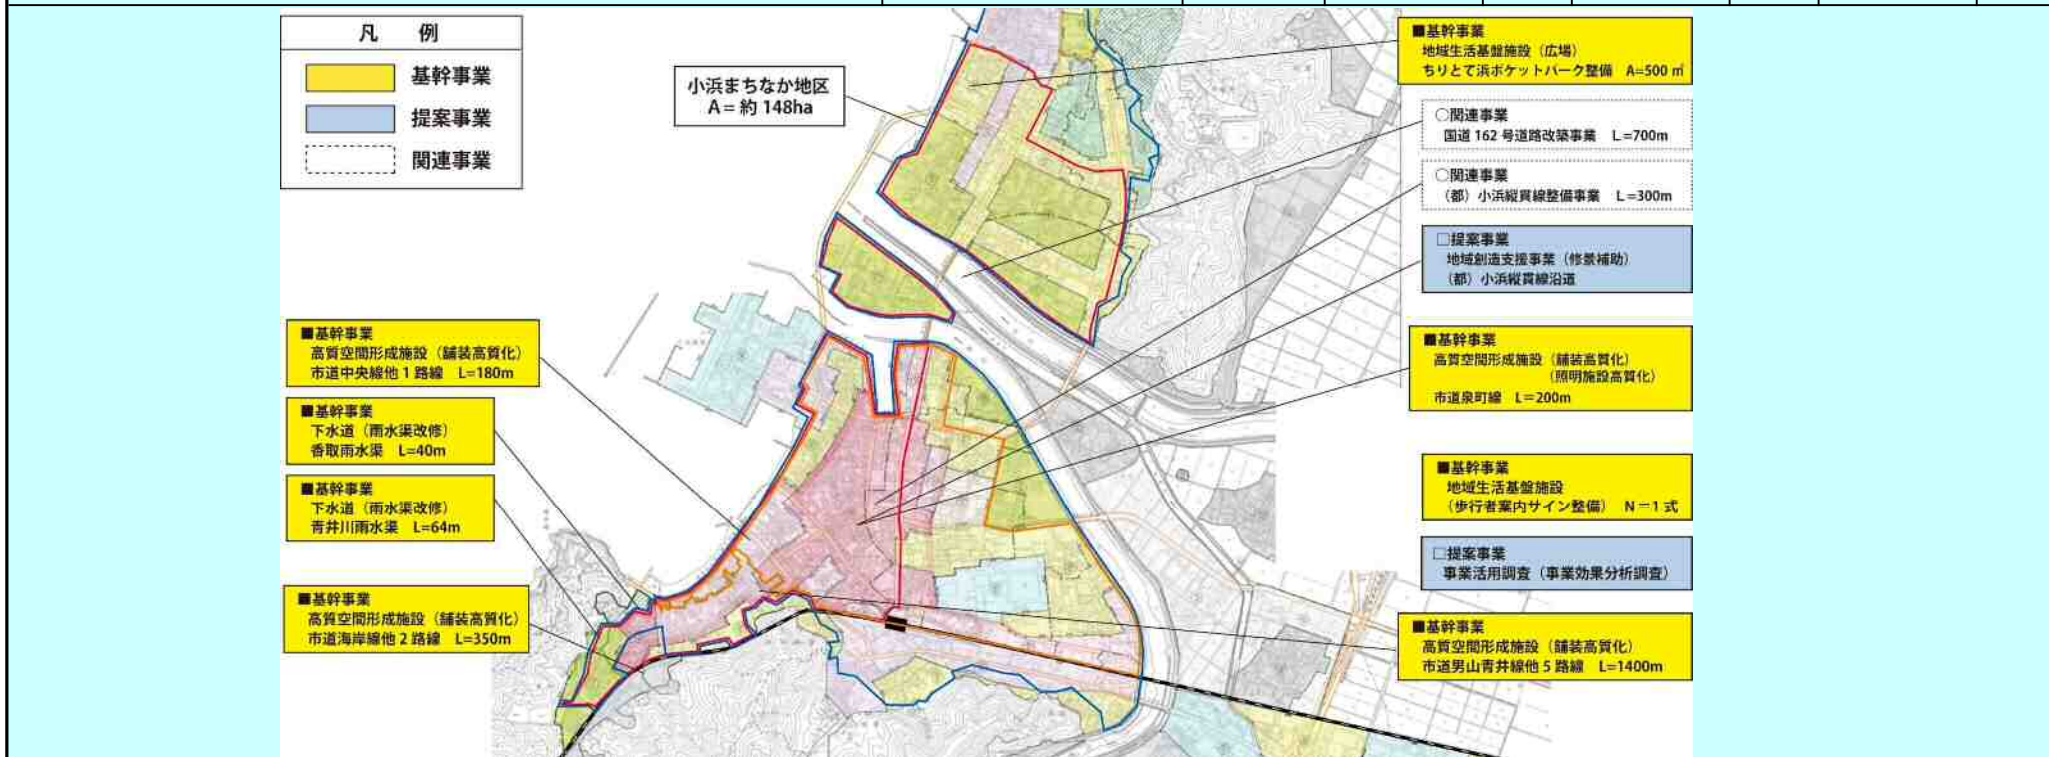 凡 例
基幹事業
提案事業
関連事業
小浜まちなか地区
A=約148ha
■基幹事業
地域生活基盤施設（広場）
ちりとて浜ポケットパーク整備 A=500㎡
○関連事業
国道162号道路改築事業 L=700m
○関連事業
（都）小浜縦貫線整備事業 L=300m
□提案事業
地域創造支援事業（修景補助）
（都）小浜縦貫線沿道
■基幹事業
高質空間形成施設（舗装高質化）
（照明施設高質化）
市道泉町線 L=200m
■基幹事業
地域生活基盤施設
（歩行者案内サイン整備） N=1式
□提案事業
事業活用調査（事業効果分析調査）
■基幹事業
高質空間形成施設（舗装高質化）
市道男山青井線他5路線 L=1400m
■基幹事業
高質空間形成施設（舗装高質化）
市道中央線他1路線 L=180m
■基幹事業
下水道（雨水渠改修）
香取雨水渠 L=40m
■基幹事業
下水道（雨水渠改修）
青井川雨水渠 L=64m
■基幹事業
高質空間形成施設（舗装高質化）
市道海岸線他2路線 L=350m